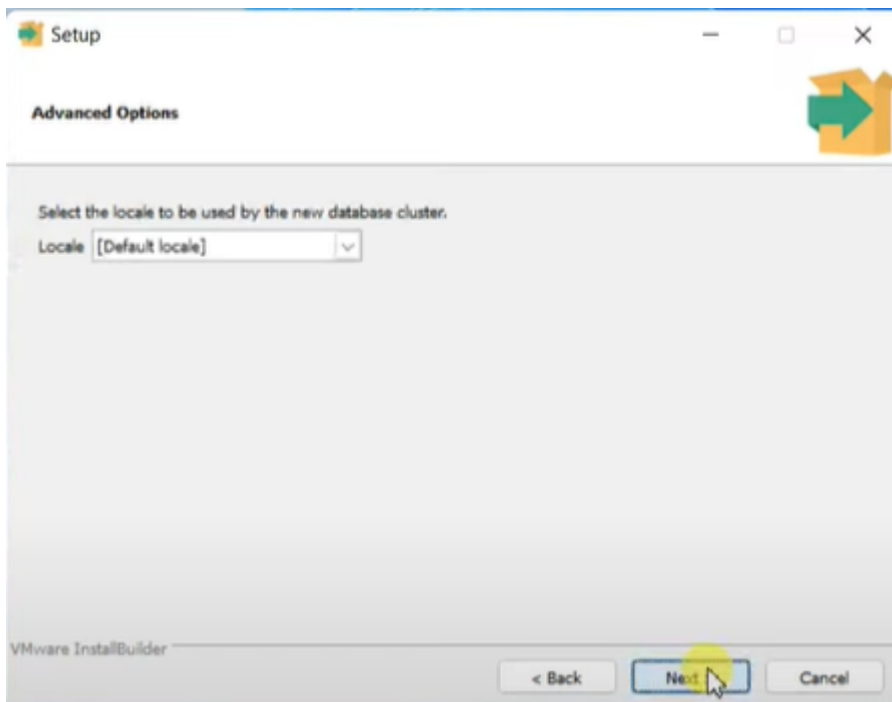 Setup
Advanced Options
Select the locale to be used by the new database cluster.
Locale [Default locale]
VMware InstallBuilder
< Back Next Cancel